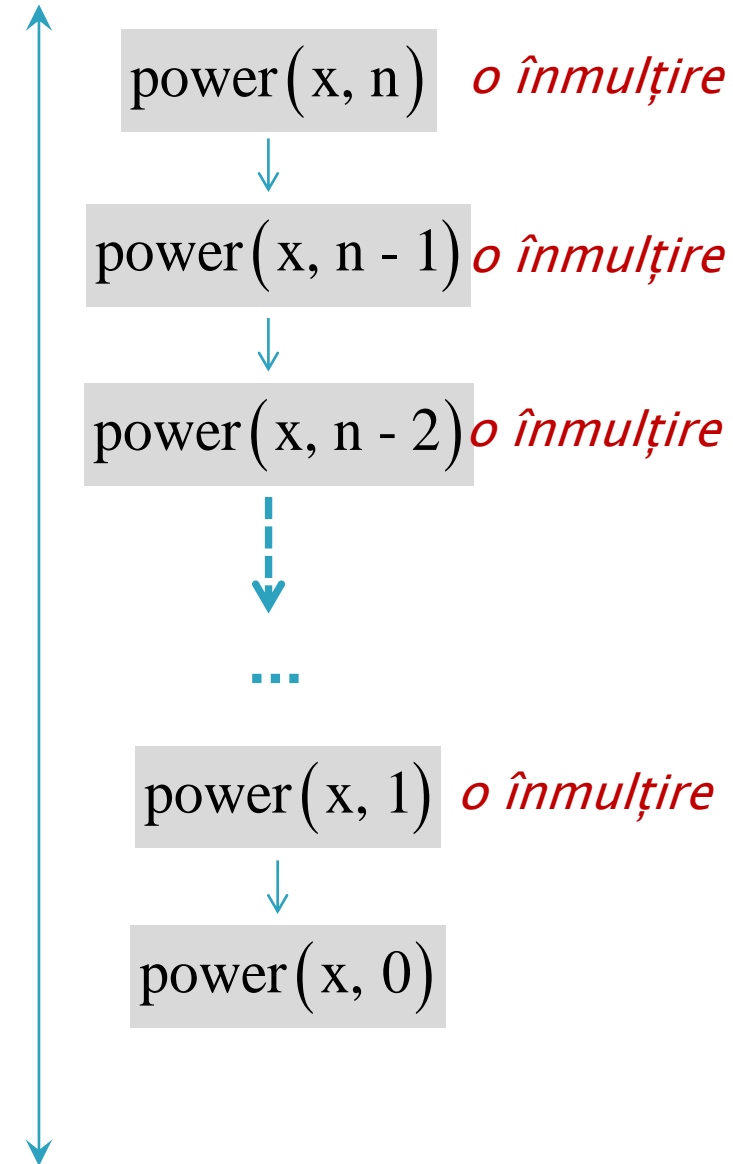 power(x, n) o înmulțire
power(x, n - 1) o înmulțire
power(x, n - 2) o înmulțire
...
power(x, 1) o înmulțire
power(x, 0)